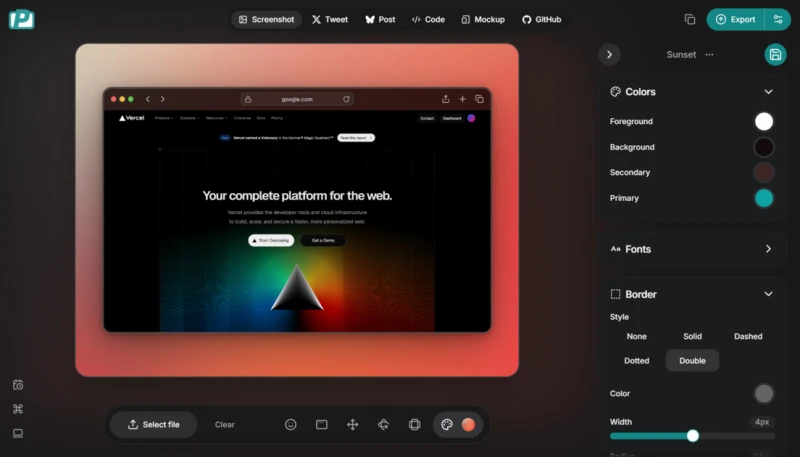 P
Screenshot
Tweet
Post
Code
Mockup
GitHub
Export
google.com
Vercel
Products
Solutions
Resources
Enterprise
Docs
Pricing
Contact
Dashboard
Vercel named a Visionary in the Gartner® Magic Quadrant™
Read the report
Your complete platform for the web.
Vercel provides the developer tools and cloud infrastructure
to build, scale, and secure a faster, more personalized web.
Start Deploying
Get a Demo
Select file
Clear
Sunset
Colors
Foreground
Background
Secondary
Primary
Aa Fonts
Border
Style
None
Solid
Dashed
Dotted
Double
Color
Width
4px